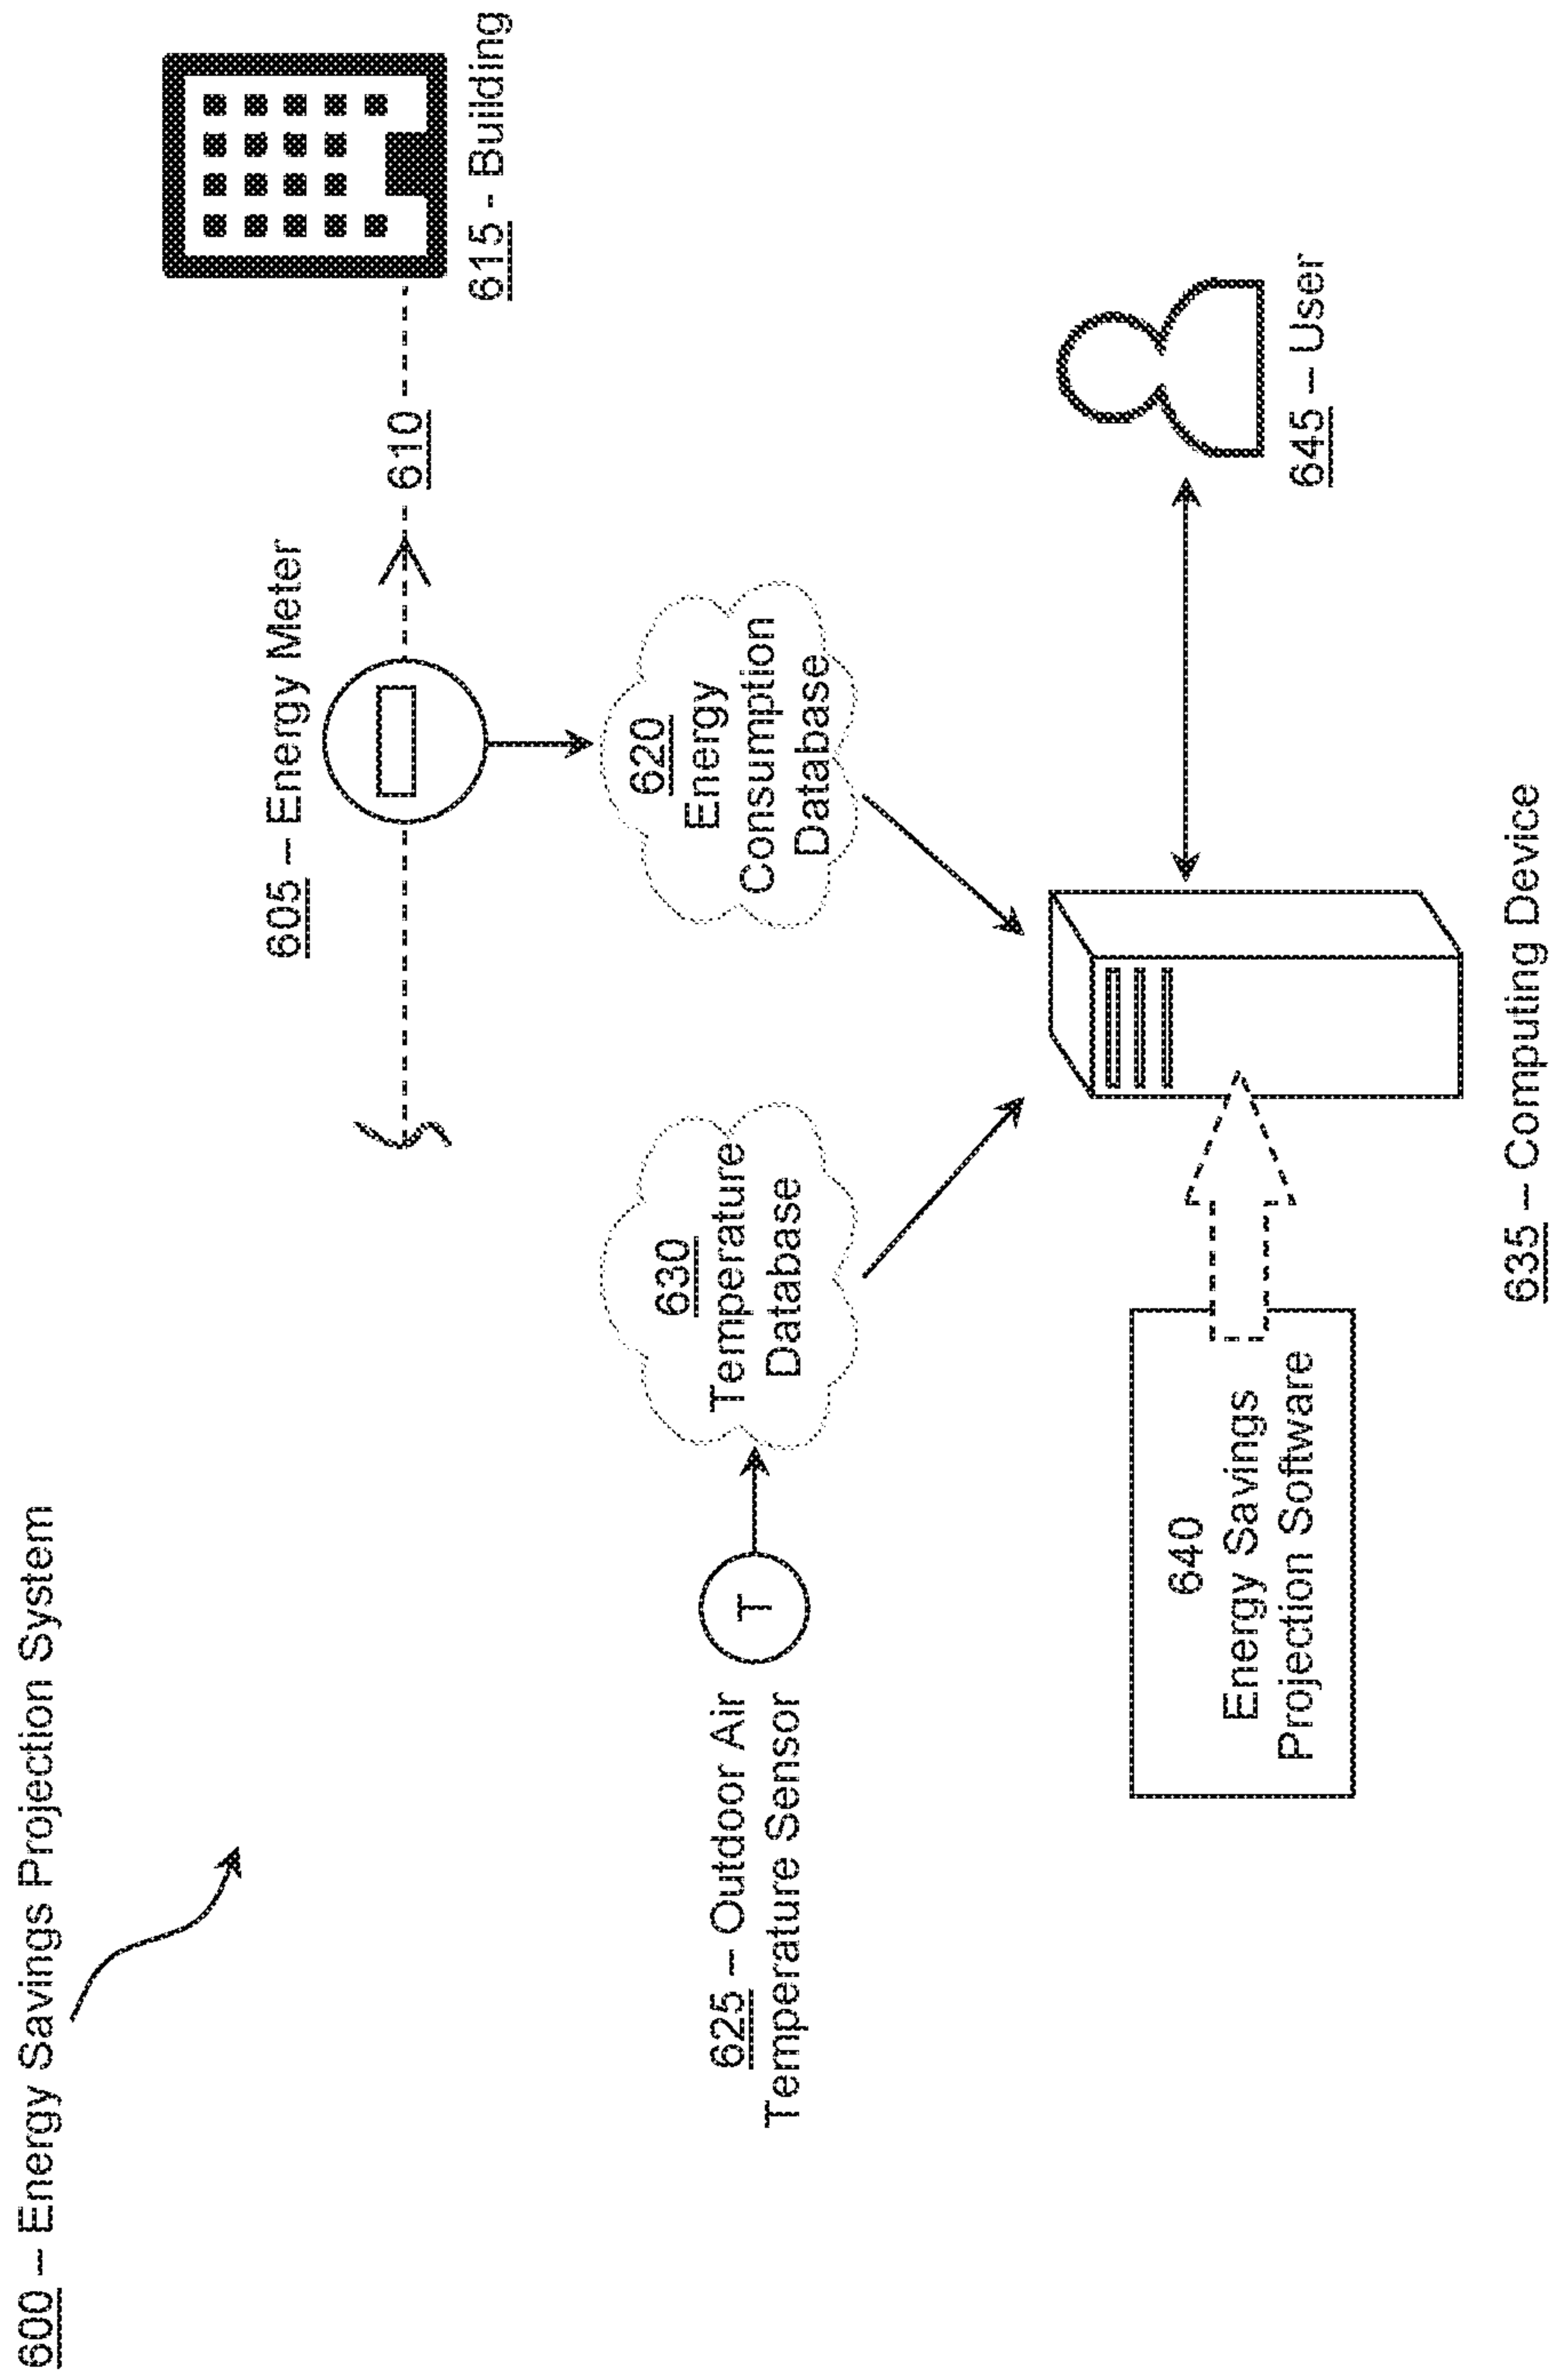 600 – Energy Savings Projection System
605 – Energy Meter
610
615 - Building
620
Energy
Consumption
Database
630
Temperature
Database
T
625 – Outdoor Air
Temperature Sensor
645 – User
640
Energy Savings
Projection Software
635 – Computing Device